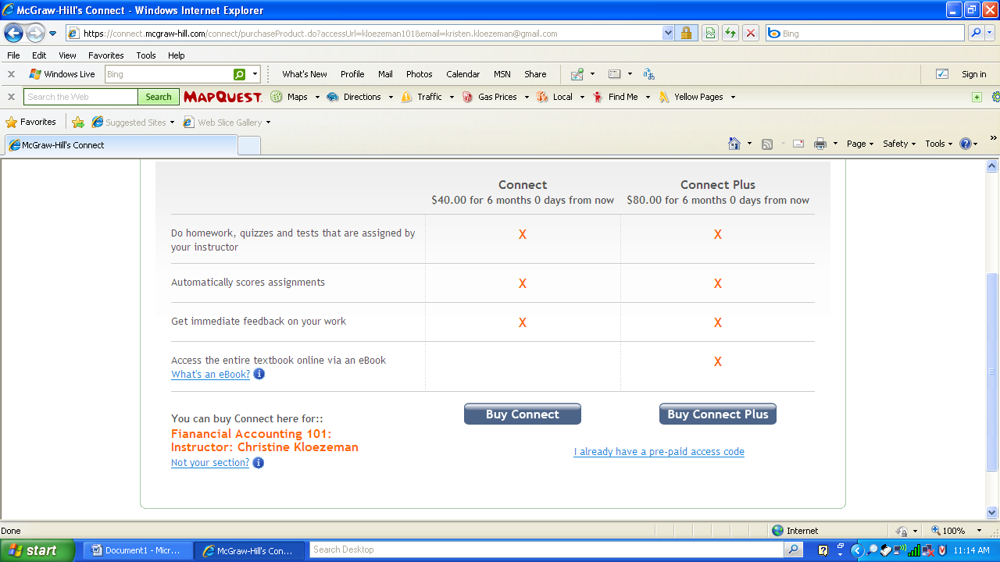 McGraw-Hill's Connect - Windows Internet Explorer
https://connect.mcgraw-hill.com/connect/purchaseProduct.do?accessUrl=kloezeman101&email=kristen.kloezeman@gmail.com
Bing
File Edit View Favorites Tools Help
X Windows Live Bing What's New Profile Mail Photos Calendar MSN Share Sign in
X Search the Web Search MAPQUEST. Maps Directions Traffic Gas Prices Local Find Me Yellow Pages
Favorites Suggested Sites Web Slice Gallery
McGraw-Hill's Connect Page Safety Tools »
Connect Connect Plus
$40.00 for 6 months 0 days from now $80.00 for 6 months 0 days from now
Do homework, quizzes and tests that are assigned by X X
your instructor
Automatically scores assignments X X
Get immediate feedback on your work X X
Access the entire textbook online via an eBook X
What's an eBook? i
Buy Connect Buy Connect Plus
You can buy Connect here for::
Fianancial Accounting 101:
Instructor: Christine Kloezeman
I already have a pre-paid access code
Not your section? i
Done Internet 100%
start Document1 - Micr... McGraw-Hill's Con... Search Desktop 11:14 AM